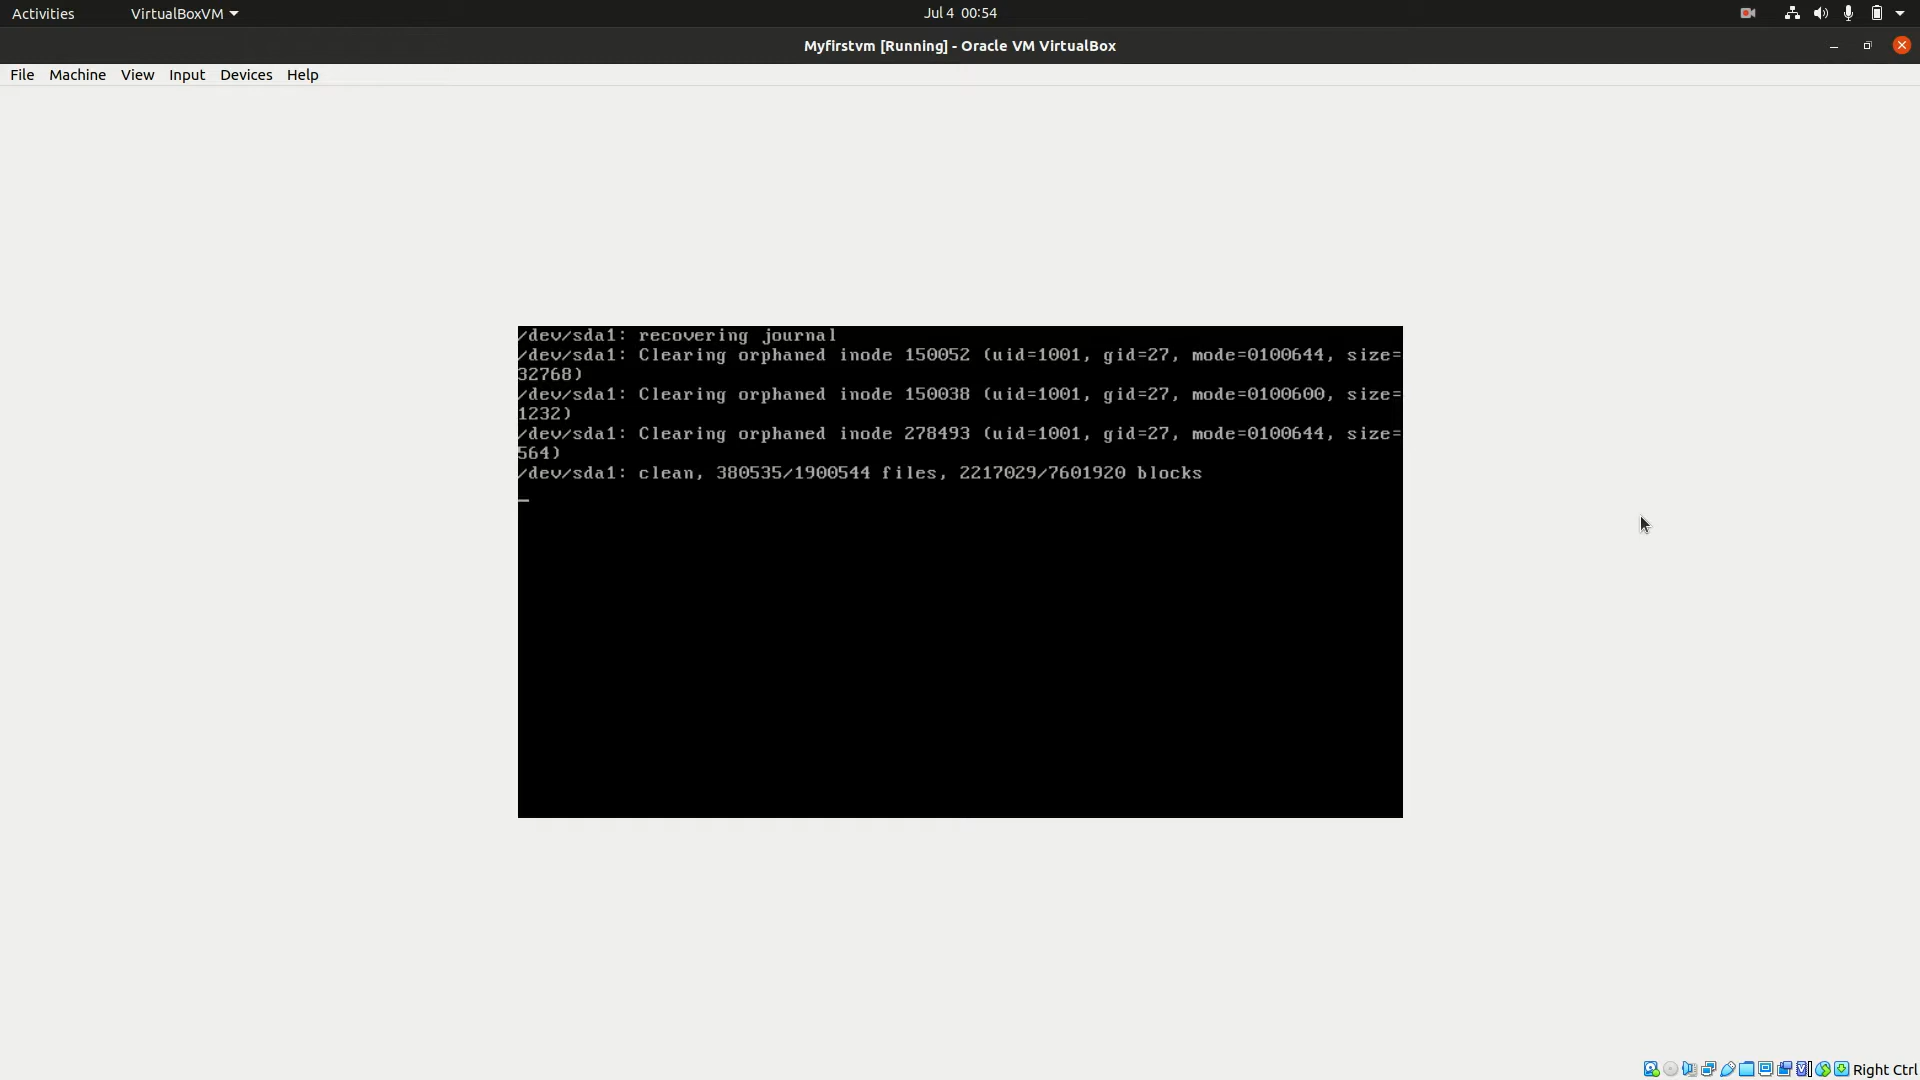 Activities VirtualBoxVM Jul 4 00:54
Myfirstvm [Running] - Oracle VM VirtualBox
File Machine View Input Devices Help
/dev/sda1: recovering journal
/dev/sda1: Clearing orphaned inode 150052 (uid=1001, gid=27, mode=0100644, size=
32768)
/dev/sda1: Clearing orphaned inode 150038 (uid=1001, gid=27, mode=0100600, size=
1232)
/dev/sda1: Clearing orphaned inode 278493 (uid=1001, gid=27, mode=0100644, size=
564)
/dev/sda1: clean, 380535/1900544 files, 2217029/7601920 blocks
_
Right Ctrl